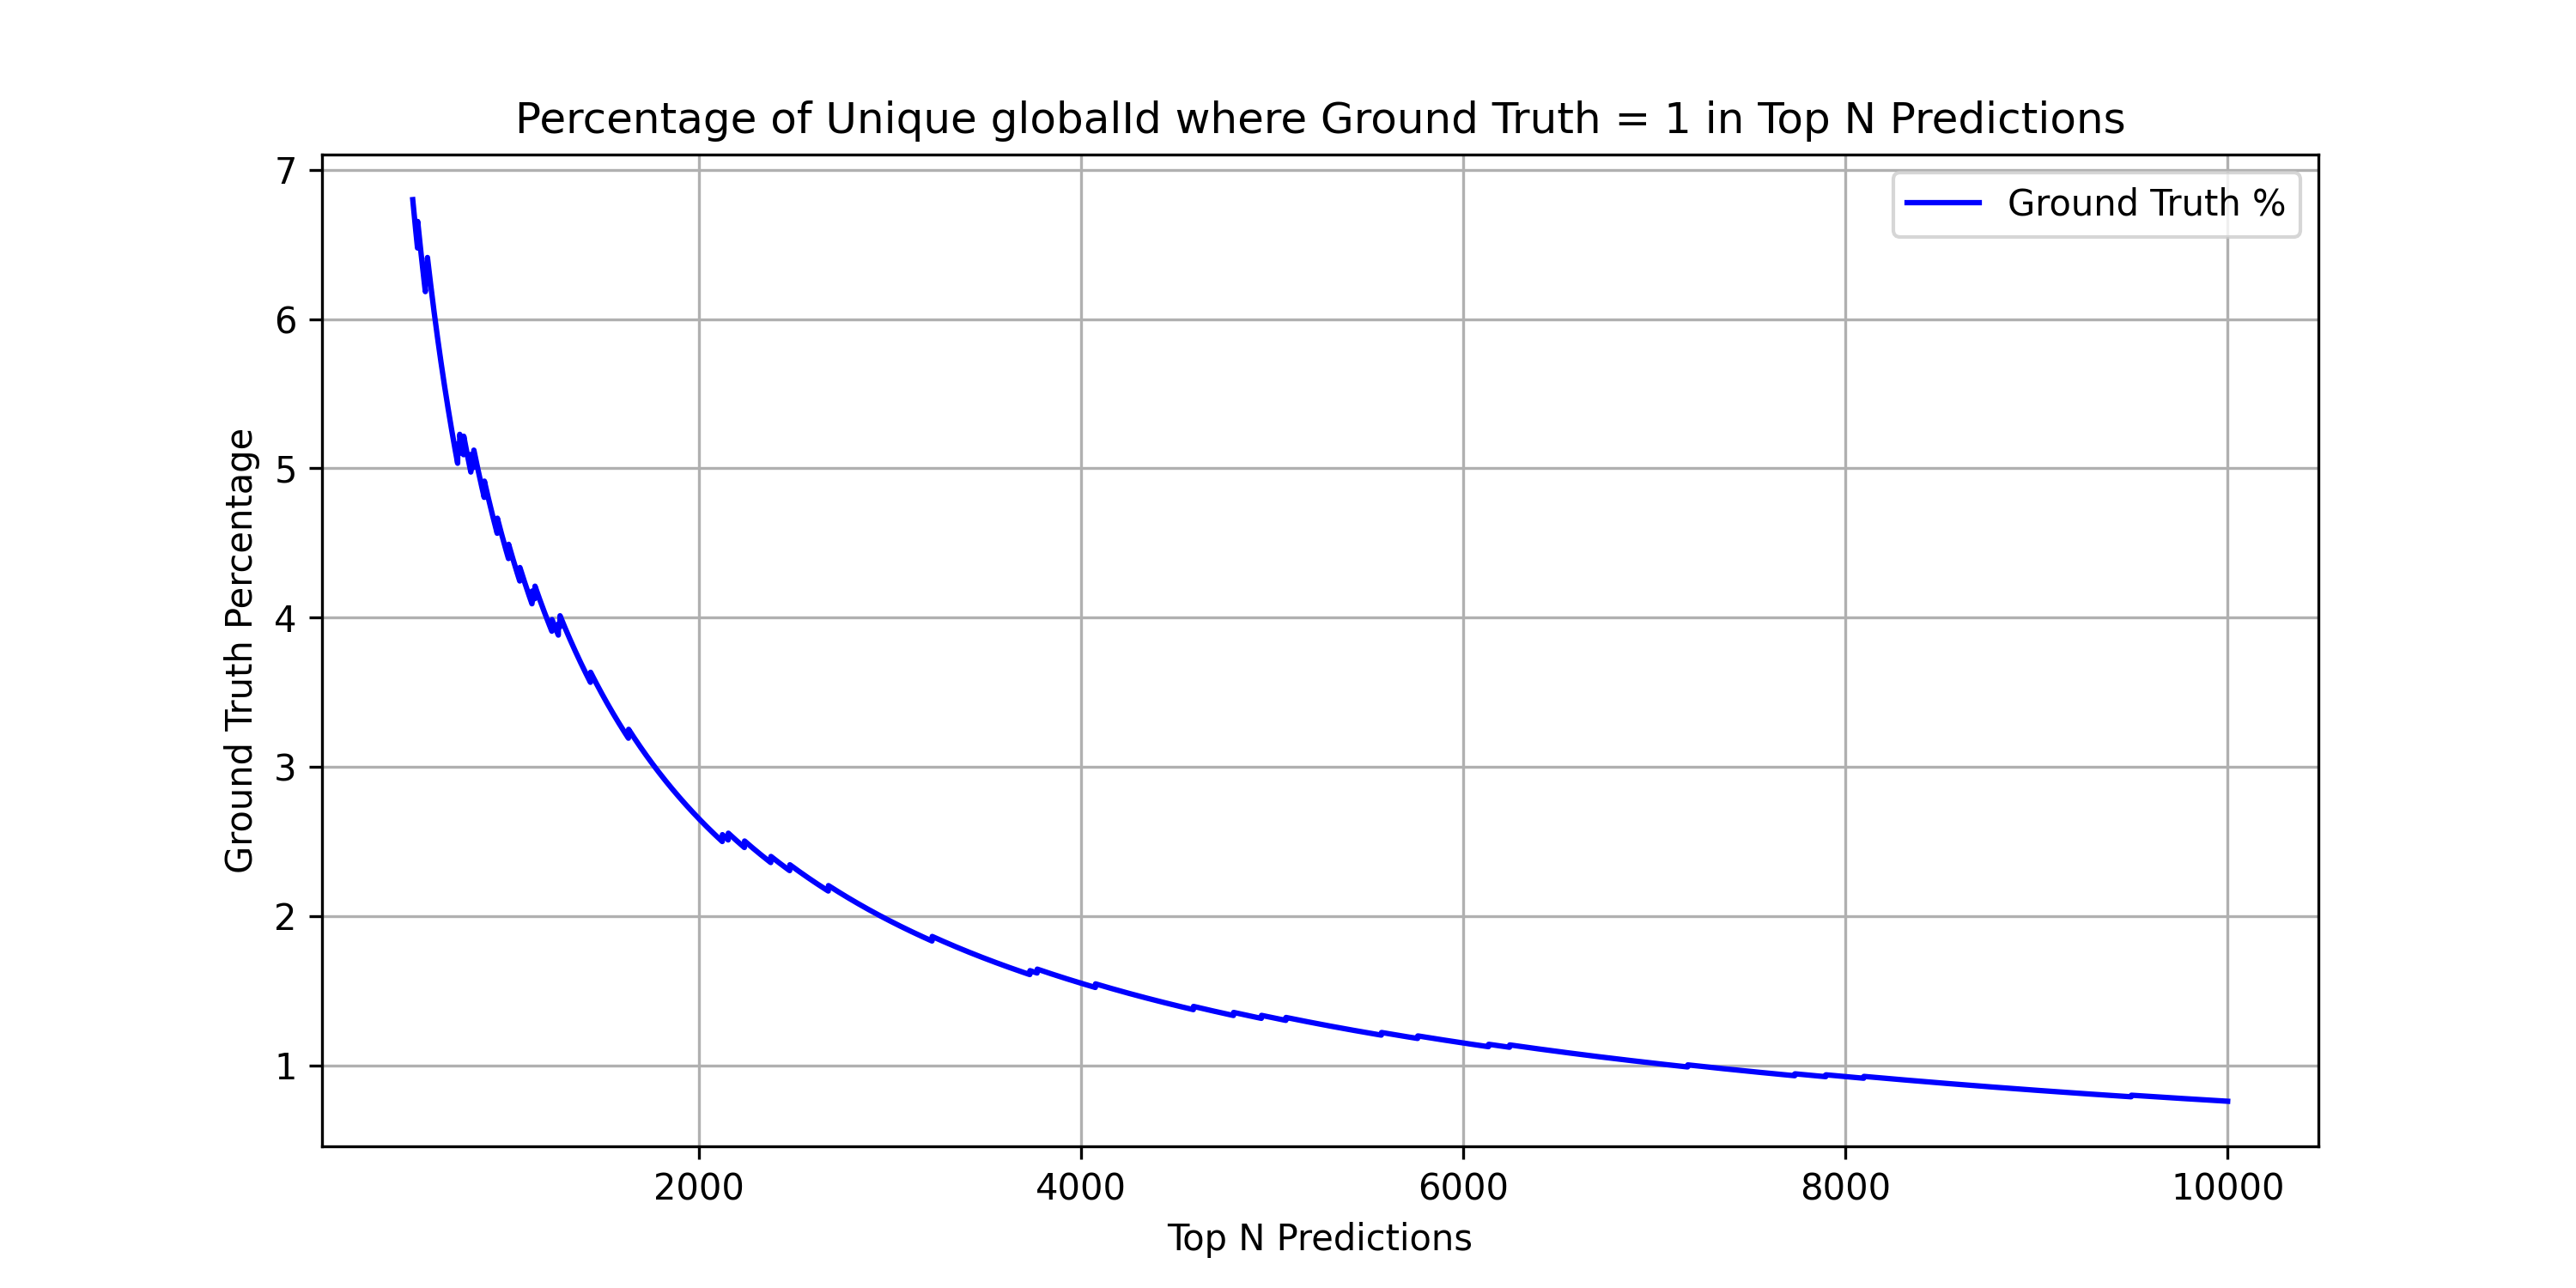 Percentage of Unique globalId where Ground Truth = 1 in Top N Predictions
Ground Truth %
Ground Truth Percentage
7
6
5
4
3
2
1
2000 4000 6000 8000 10000
Top N Predictions